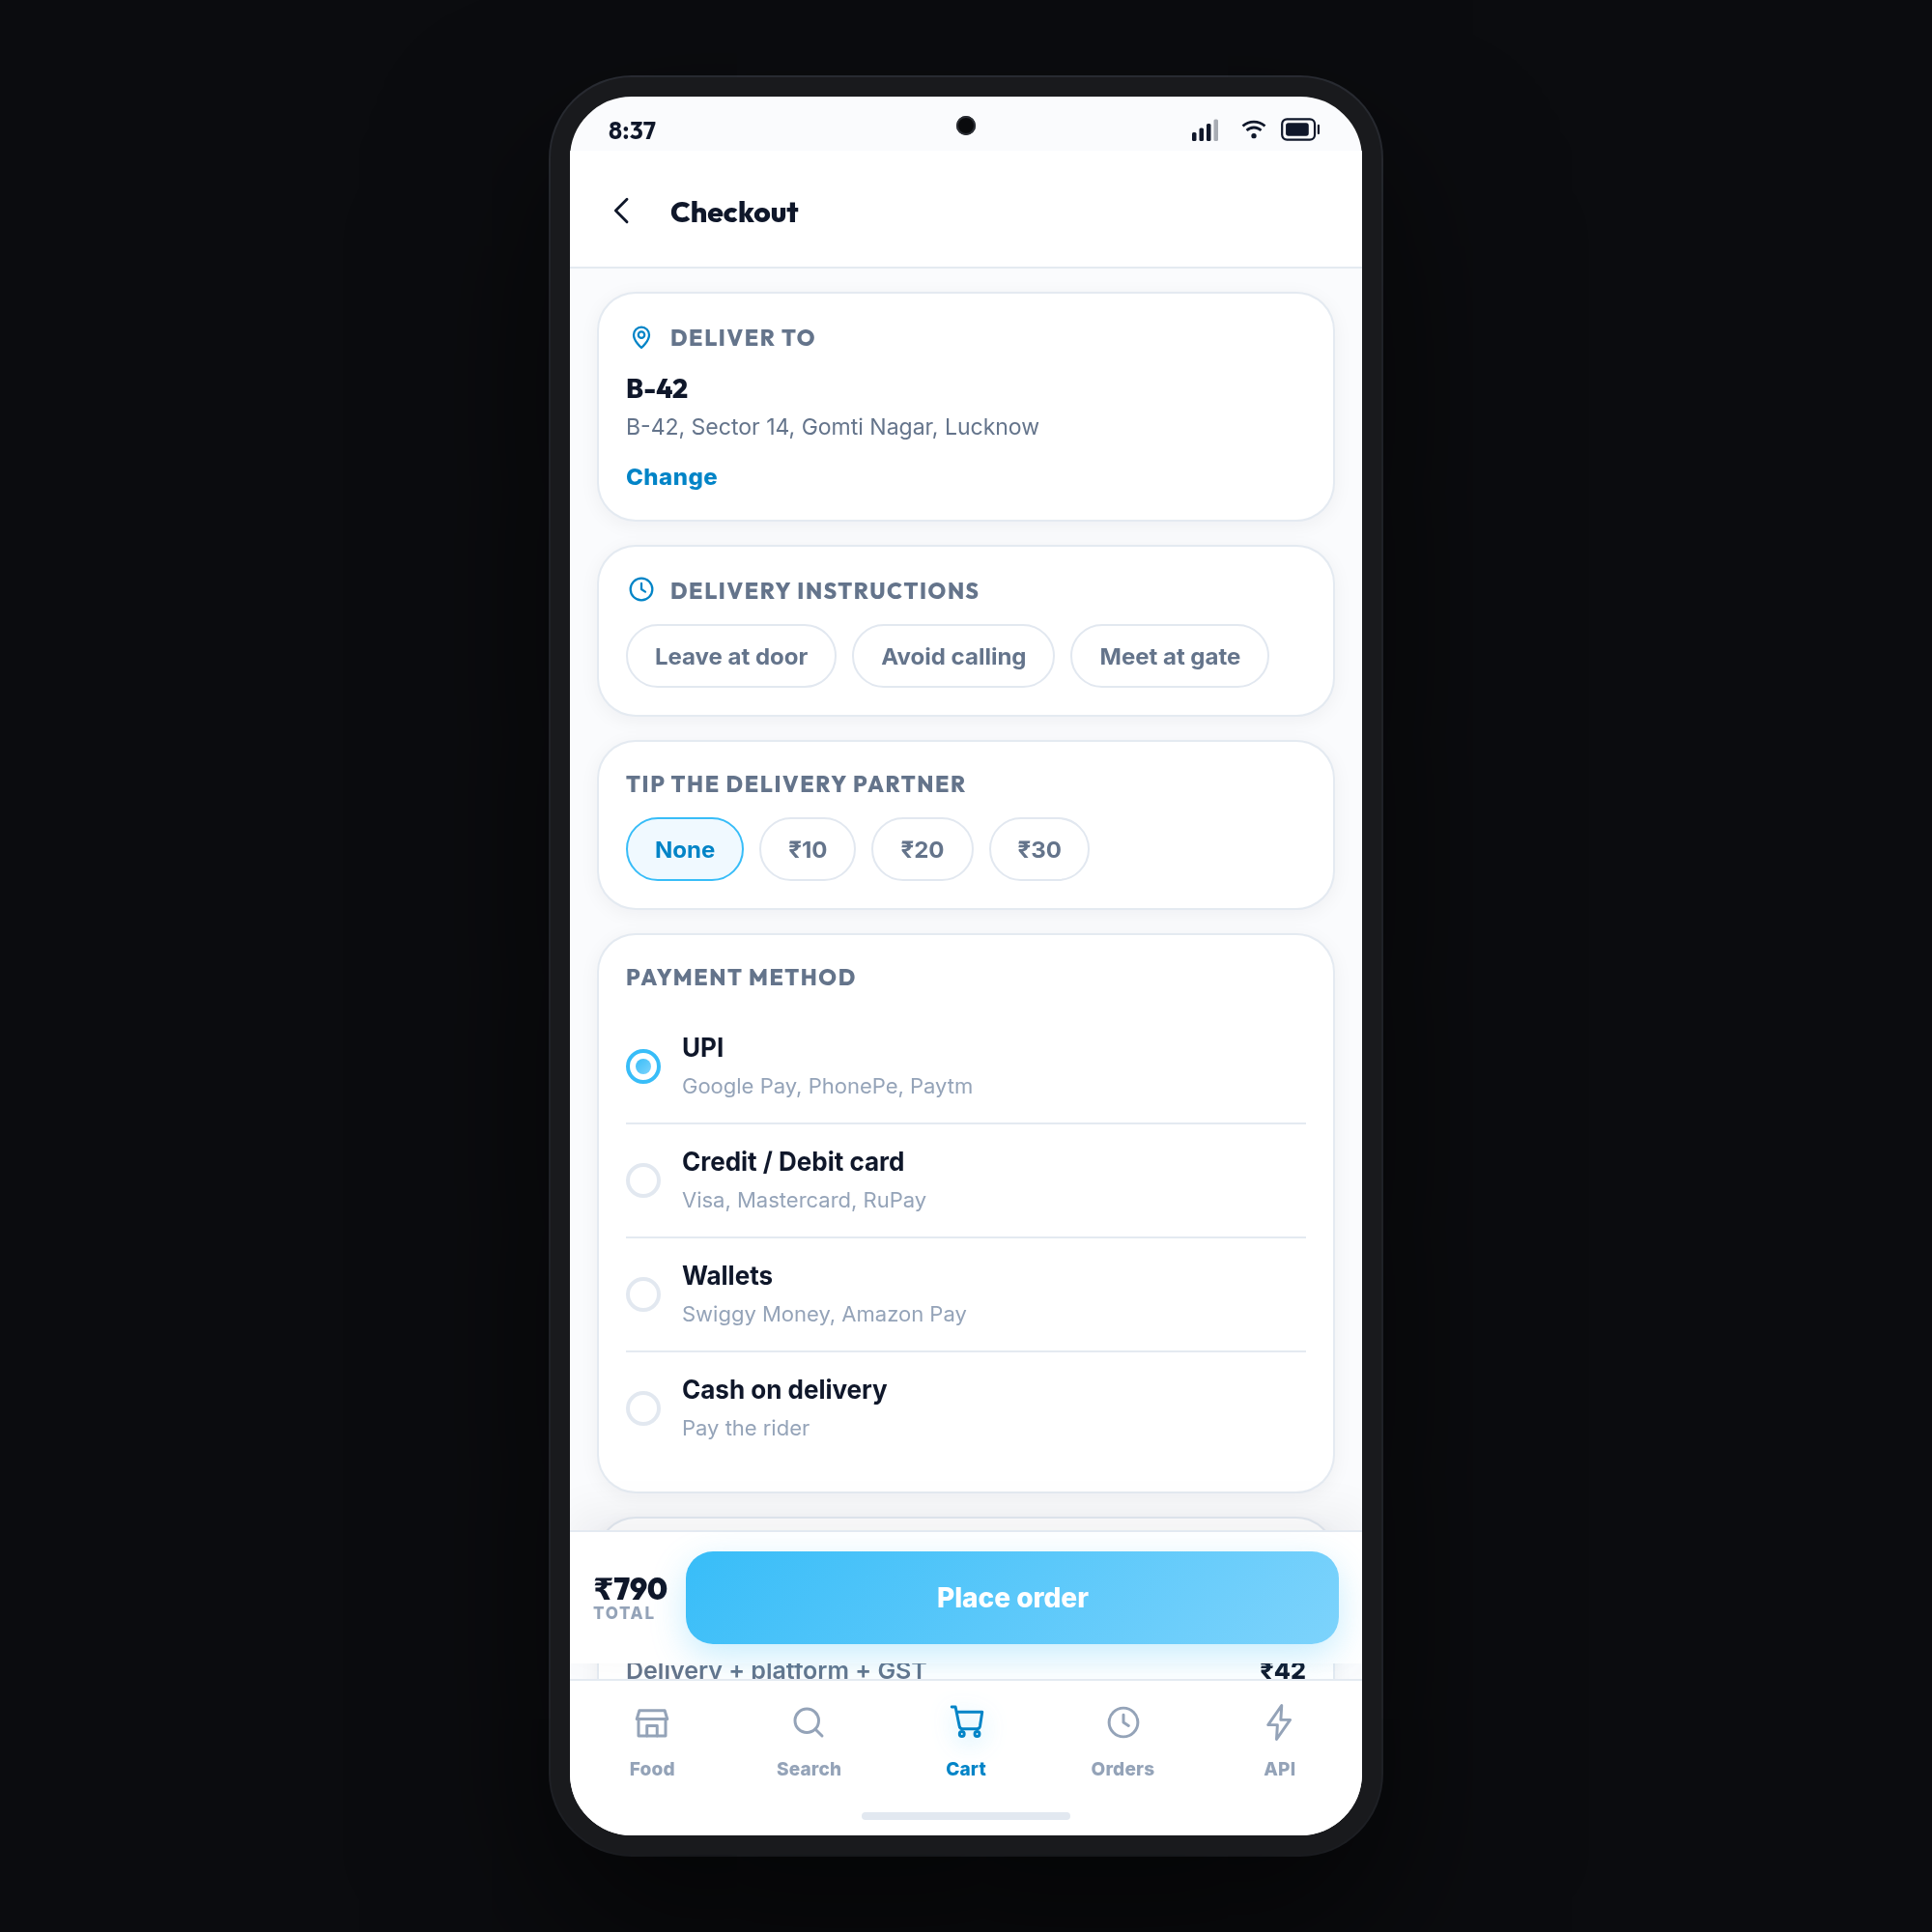 8:37
Checkout
DELIVER TO
B-42
B-42, Sector 14, Gomti Nagar, Lucknow
Change
DELIVERY INSTRUCTIONS
Leave at door Avoid calling Meet at gate
TIP THE DELIVERY PARTNER
None ₹10 ₹20 ₹30
PAYMENT METHOD
UPI
Google Pay, PhonePe, Paytm
Credit / Debit card
Visa, Mastercard, RuPay
Wallets
Swiggy Money, Amazon Pay
Cash on delivery
Pay the rider
₹790
TOTAL
Place order
Delivery + platform + GST ₹42
Food Search Cart Orders API